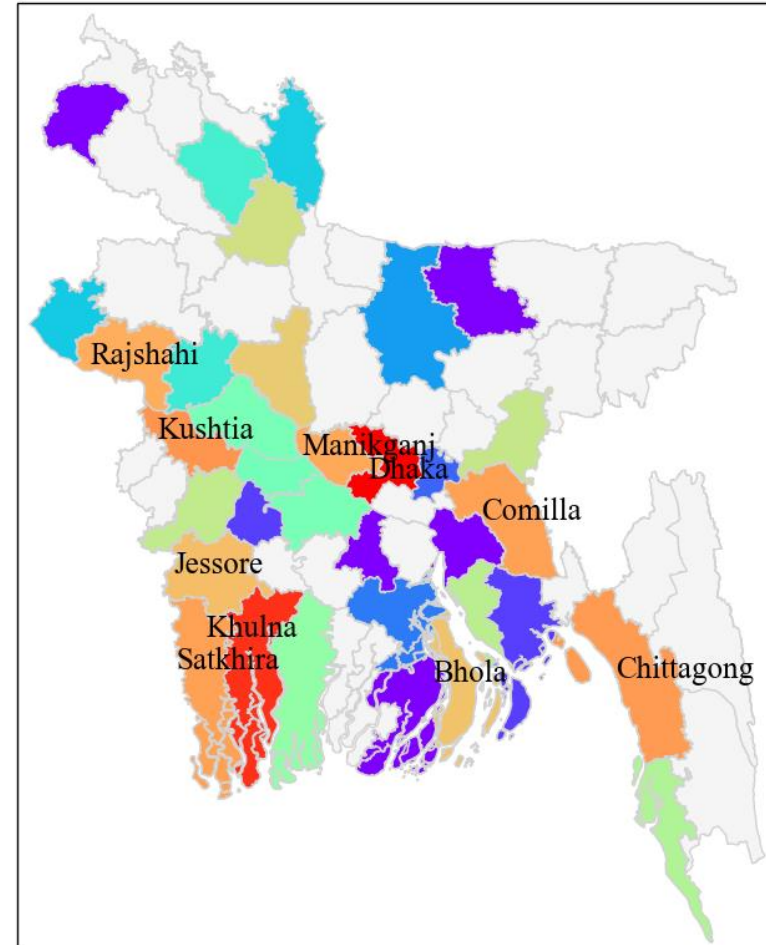 Rajshahi
Kushtia
Manikganj
Dhaka
Comilla
Jessore
Khulna
Satkhira
Bhola
Chittagong